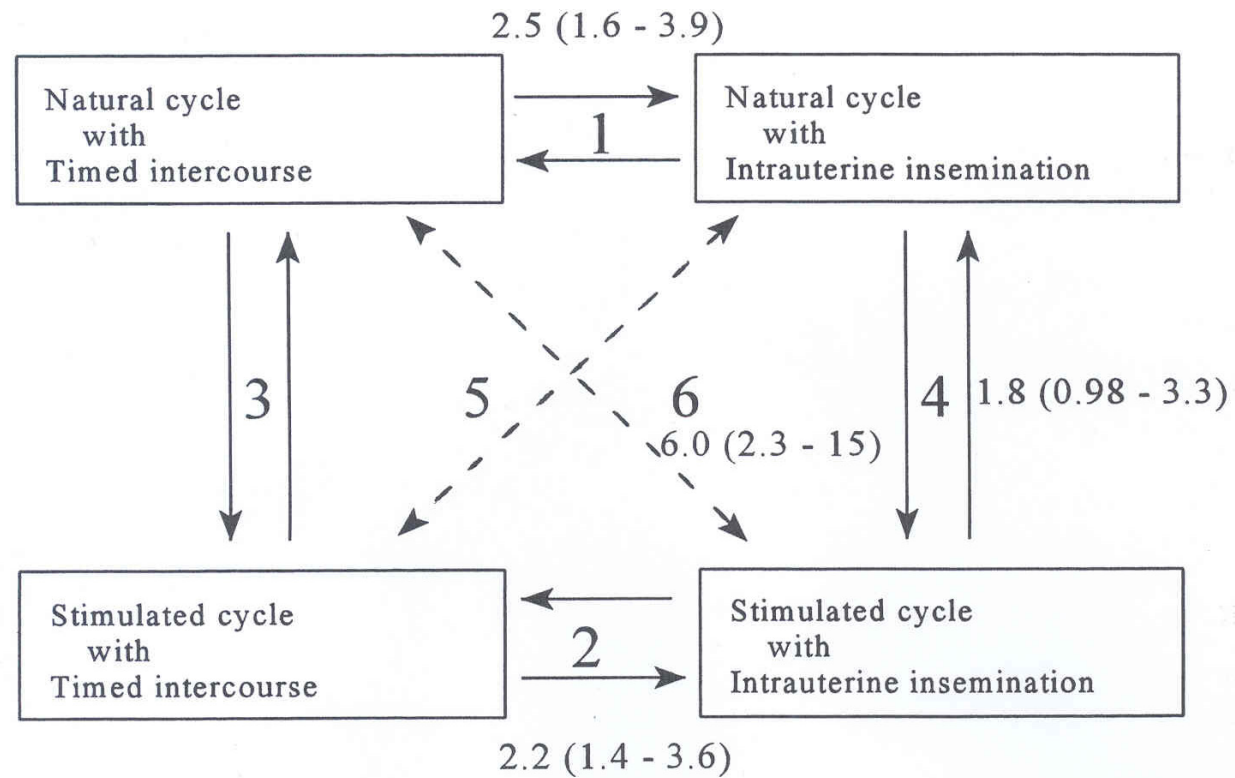 2.5 (1.6 - 3.9)
Natural cycle
with
Timed intercourse
1
Natural cycle
with
Intrauterine insemination
3
5
6
6.0 (2.3 - 15)
4
1.8 (0.98 - 3.3)
Stimulated cycle
with
Timed intercourse
2
Stimulated cycle
with
Intrauterine insemination
2.2 (1.4 - 3.6)